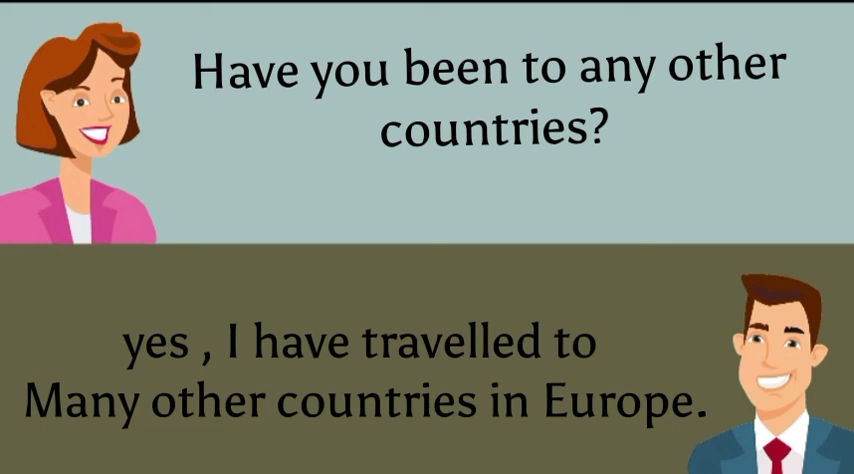 Have you been to any other
countries?
yes , I have travelled to
Many other countries in Europe.